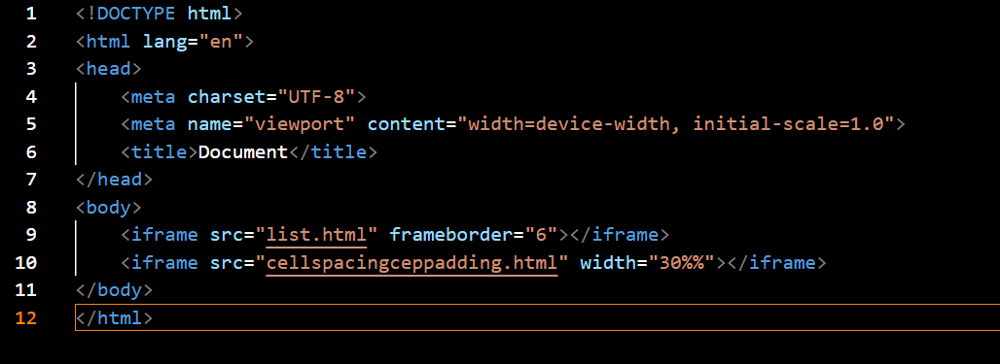 1 <!DOCTYPE html>
2 <html lang="en">
3 <head>
4     <meta charset="UTF-8">
5     <meta name="viewport" content="width=device-width, initial-scale=1.0">
6     <title>Document</title>
7 </head>
8 <body>
9     <iframe src="list.html" frameborder="6"></iframe>
10     <iframe src="cellspacingceppadding.html" width="30%%"></iframe>
11 </body>
12 </html>